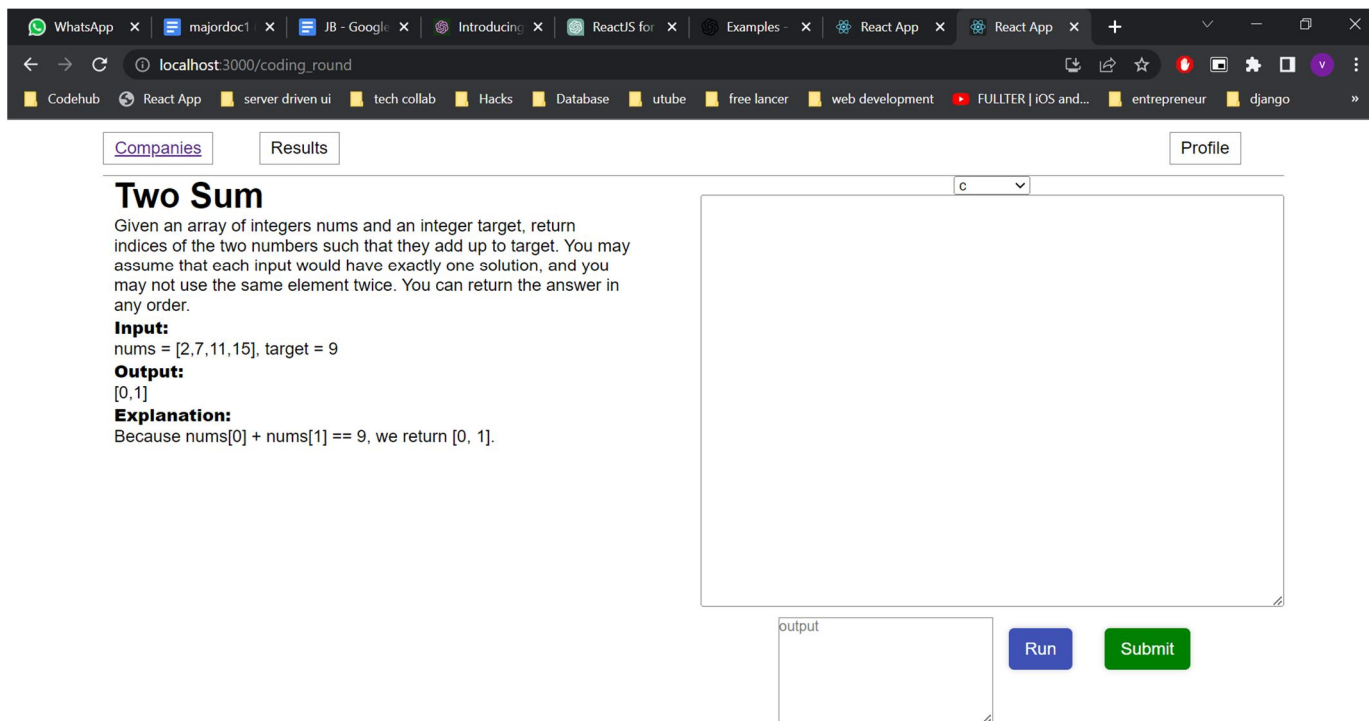 WhatsApp
majordoc1
JB - Google
Introducing
ReactJS for
Examples -
React App
React App
localhost:3000/coding_round
V
Codehub
React App
server driven ui
tech collab
Hacks
Database
utube
free lancer
web development
FULLTER | iOS and...
entrepreneur
django
»
Companies
Results
Profile
Two Sum
c
Given an array of integers nums and an integer target, return
indices of the two numbers such that they add up to target. You may
assume that each input would have exactly one solution, and you
may not use the same element twice. You can return the answer in
any order.
Input:
nums = [2,7,11,15], target = 9
Output:
[0,1]
Explanation:
Because nums[0] + nums[1] == 9, we return [0, 1].
output
Run
Submit